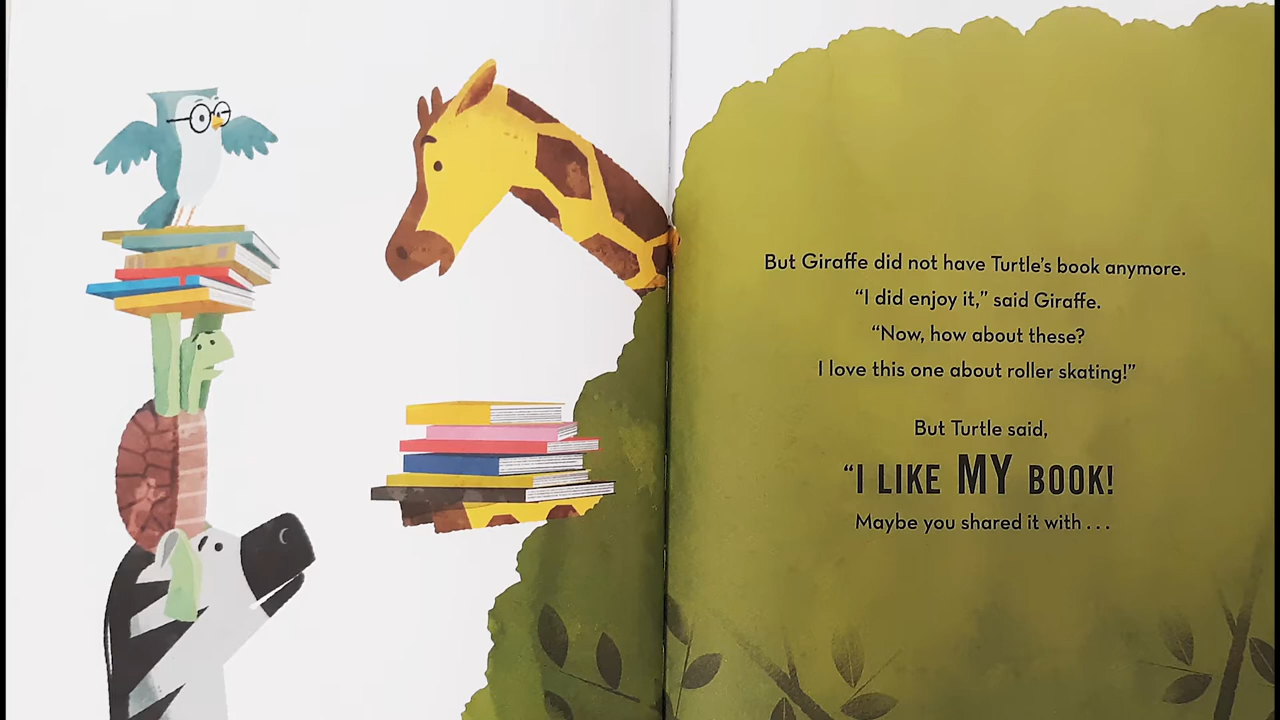 But Giraffe did not have Turtle's book anymore.
“I did enjoy it,” said Giraffe.
“Now, how about these?
I love this one about roller skating!”
But Turtle said,
“I LIKE MY BOOK!
Maybe you shared it with . . .